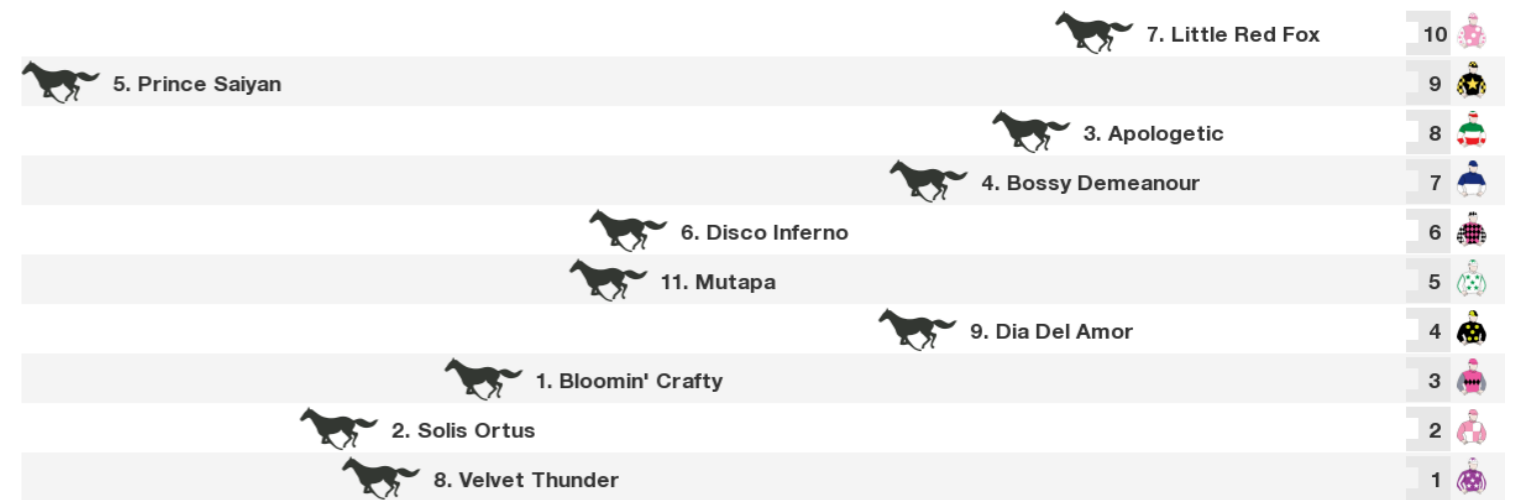 7. Little Red Fox 10
5. Prince Saiyan 9
3. Apologetic 8
4. Bossy Demeanour 7
6. Disco Inferno 6
11. Mutapa 5
9. Dia Del Amor 4
1. Bloomin' Crafty 3
2. Solis Ortus 2
8. Velvet Thunder 1